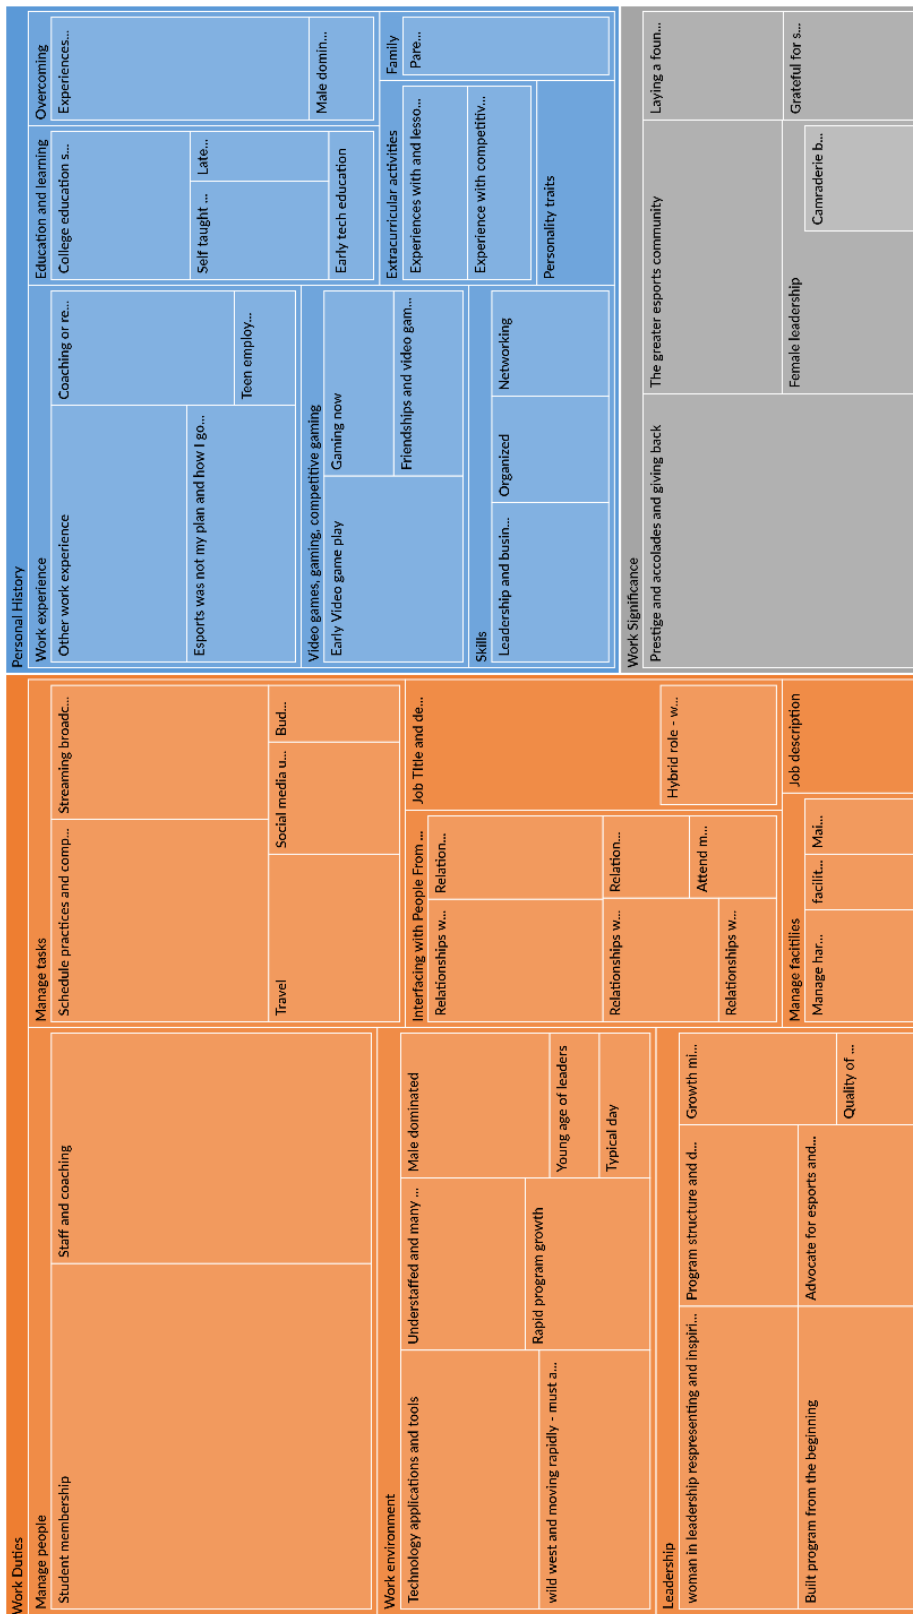 Work Duties
Manage people
Student membership
Staff and coaching
Work environment
Technology applications and tools
wild west and moving rapidly - must a...
Understaffed and many ...
Rapid program growth
Male dominated
Young age of leaders
Typical day
Leadership
woman in leadership respresenting and inspiri...
Built program from the beginning
Program structure and d...
Advocate for esports and...
Growth mi...
Quality of ...
Manage tasks
Schedule practices and comp...
Streaming broadc...
Travel
Social media u...
Bud...
Interfacing with People From ...
Relationships w...
Relation...
Relationships w...
Relation...
Attend m...
Relationships w...
Job TItle and de...
Hybrid role - w...
Manage facitilies
Manage har...
facilit...
Mai...
Job description
Personal History
Work experience
Other work experience
Esports was not my plan and how I go...
Coaching or re...
Teen employ...
Video games, gaming, competitive gaming
Early Video game play
Gaming now
Friendships and video gam...
Skills
Leadership and busin...
Organized
Networking
Education and learning
College education s...
Self taught ...
Late...
Early tech education
Overcoming
Experiences...
Male domin...
Extracurricular activities
Experiences with and lesso...
Experience with competitiv...
Family
Pare...
Personality traits
Work Significance
Prestige and accolades and giving back
The greater esports community
Female leadership
Camraderie b...
Laying a foun...
Grateful for s...